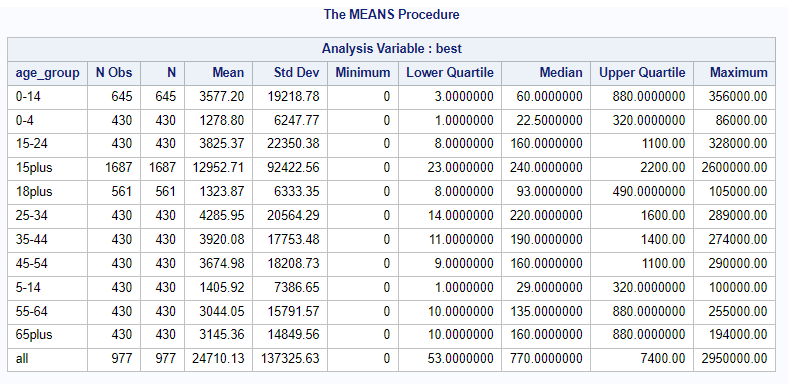 The MEANS Procedure
Analysis Variable : best
age_group N Obs N Mean Std Dev Minimum Lower Quartile Median Upper Quartile Maximum
0-14 645 645 3577.20 19218.78 0 3.0000000 60.0000000 880.0000000 356000.00
0-4 430 430 1278.80 6247.77 0 1.0000000 22.5000000 320.0000000 86000.00
15-24 430 430 3825.37 22350.38 0 8.0000000 160.0000000 1100.00 328000.00
15plus 1687 1687 12952.71 92422.56 0 23.0000000 240.0000000 2200.00 2600000.00
18plus 561 561 1323.87 6333.35 0 8.0000000 93.0000000 490.0000000 105000.00
25-34 430 430 4285.95 20564.29 0 14.0000000 220.0000000 1600.00 289000.00
35-44 430 430 3920.08 17753.48 0 11.0000000 190.0000000 1400.00 274000.00
45-54 430 430 3674.98 18208.73 0 9.0000000 160.0000000 1100.00 290000.00
5-14 430 430 1405.92 7386.65 0 1.0000000 29.0000000 320.0000000 100000.00
55-64 430 430 3044.05 15791.57 0 10.0000000 135.0000000 880.0000000 255000.00
65plus 430 430 3145.36 14849.56 0 10.0000000 160.0000000 880.0000000 194000.00
all 977 977 24710.13 137325.63 0 53.0000000 770.0000000 7400.00 2950000.00